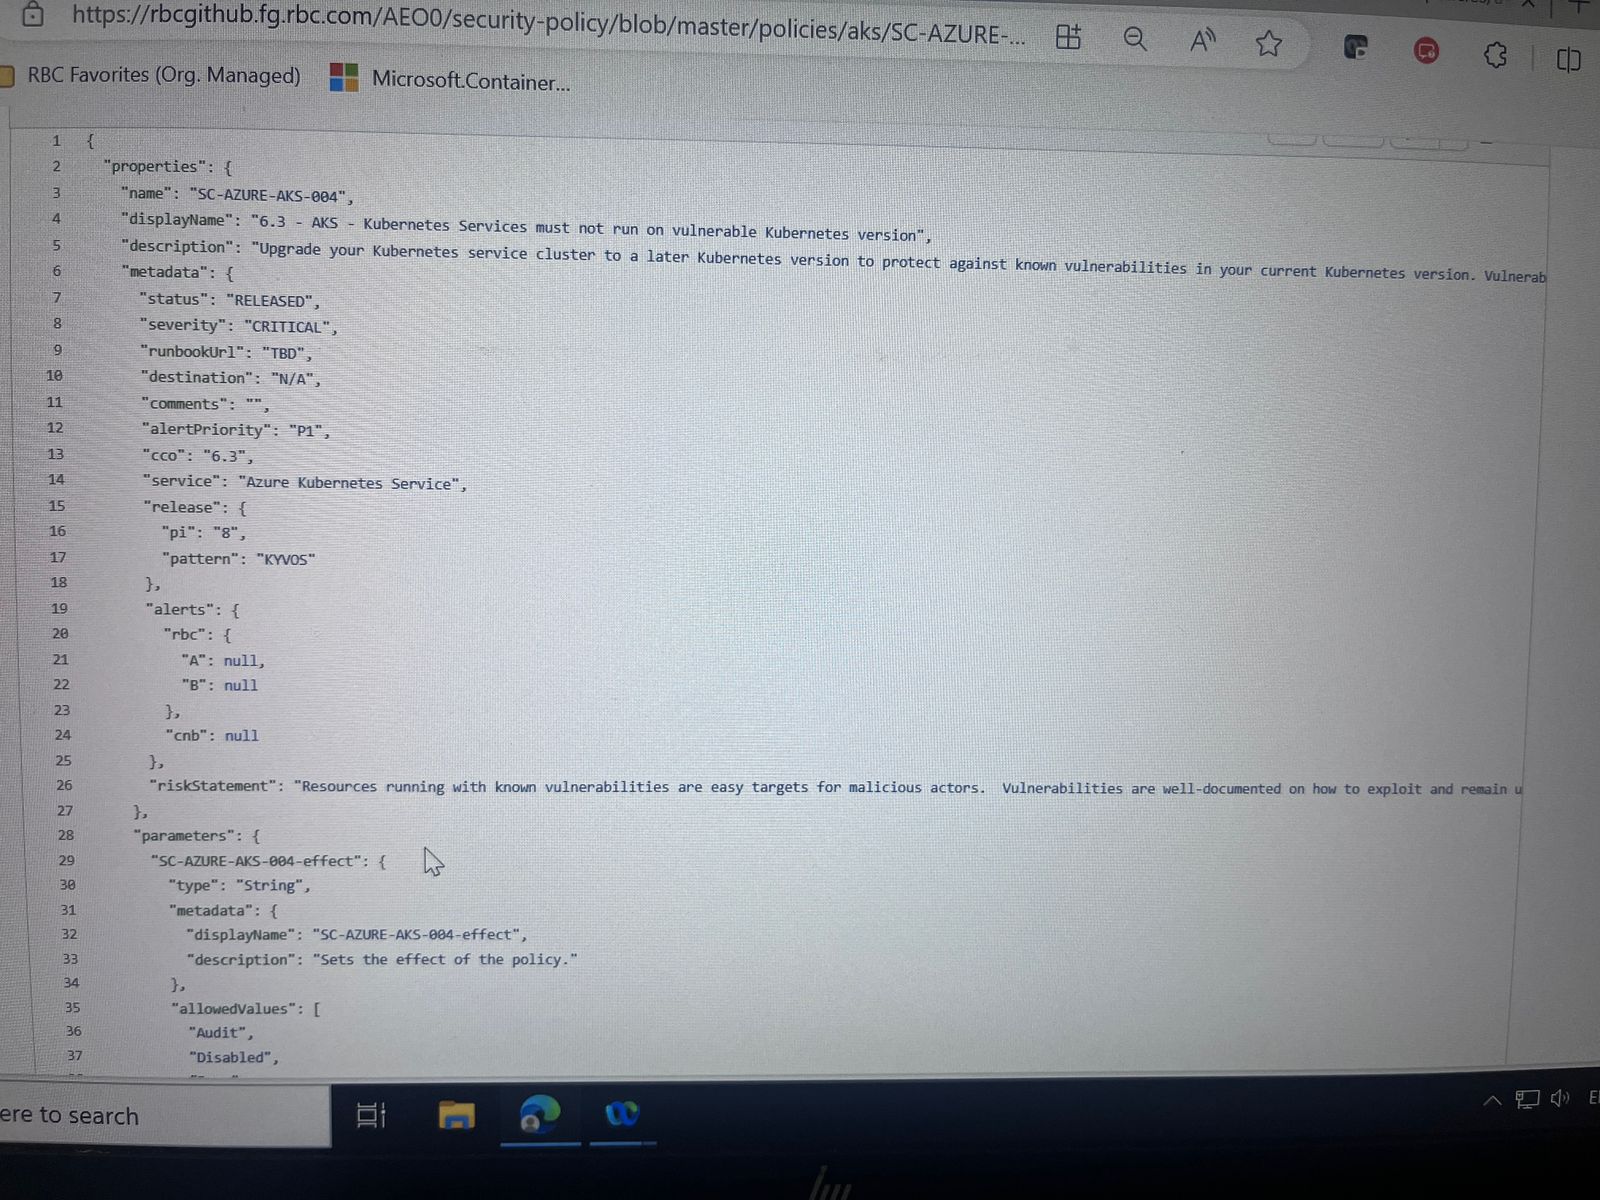 https://rbcgithub.fg.rbc.com/AEO0/security-policy/blob/master/policies/aks/SC-AZURE-...
RBC Favorites (Org. Managed) Microsoft.Container...
1 {
2 "properties": {
3 "name": "SC-AZURE-AKS-004",
4 "displayName": "6.3 - AKS - Kubernetes Services must not run on vulnerable Kubernetes version",
5 "description": "Upgrade your Kubernetes service cluster to a later Kubernetes version to protect against known vulnerabilities in your current Kubernetes version. Vulnerab
6 "metadata": {
7 "status": "RELEASED",
8 "severity": "CRITICAL",
9 "runbookUrl": "TBD",
10 "destination": "N/A",
11 "comments": "",
12 "alertPriority": "P1",
13 "cco": "6.3",
14 "service": "Azure Kubernetes Service",
15 "release": {
16 "pi": "8",
17 "pattern": "KYVOS"
18 },
19 "alerts": {
20 "rbc": {
21 "A": null,
22 "B": null
23 },
24 "cnb": null
25 },
26 "riskStatement": "Resources running with known vulnerabilities are easy targets for malicious actors.  Vulnerabilities are well-documented on how to exploit and remain u
27 },
28 "parameters": {
29 "SC-AZURE-AKS-004-effect": {
30 "type": "String",
31 "metadata": {
32 "displayName": "SC-AZURE-AKS-004-effect",
33 "description": "Sets the effect of the policy."
34 },
35 "allowedValues": [
36 "Audit",
37 "Disabled",
ere to search
hp